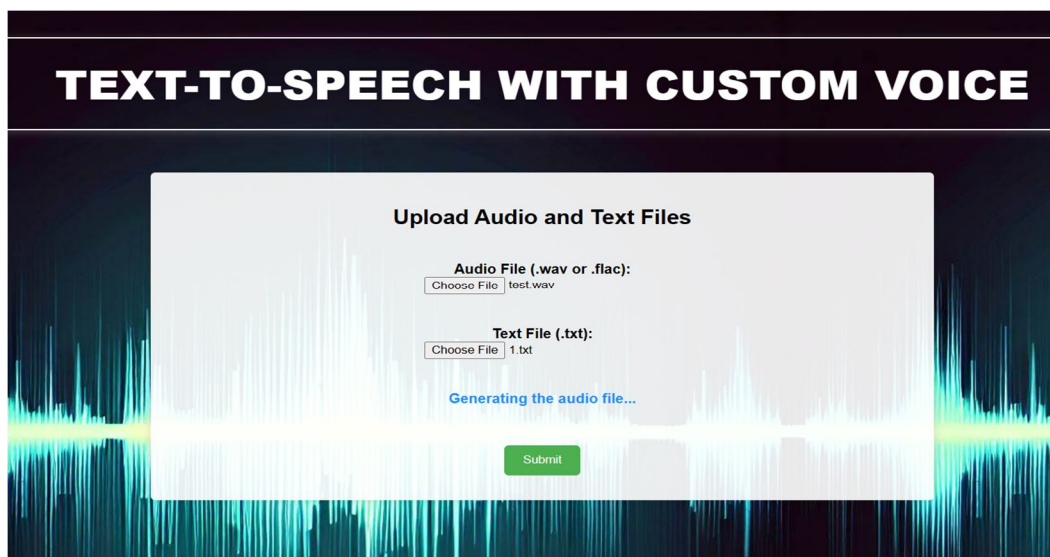 TEXT-TO-SPEECH WITH CUSTOM VOICE
Upload Audio and Text Files
Audio File (.wav or .flac):
Choose File test.wav
Text File (.txt):
Choose File 1.txt
Generating the audio file...
Submit